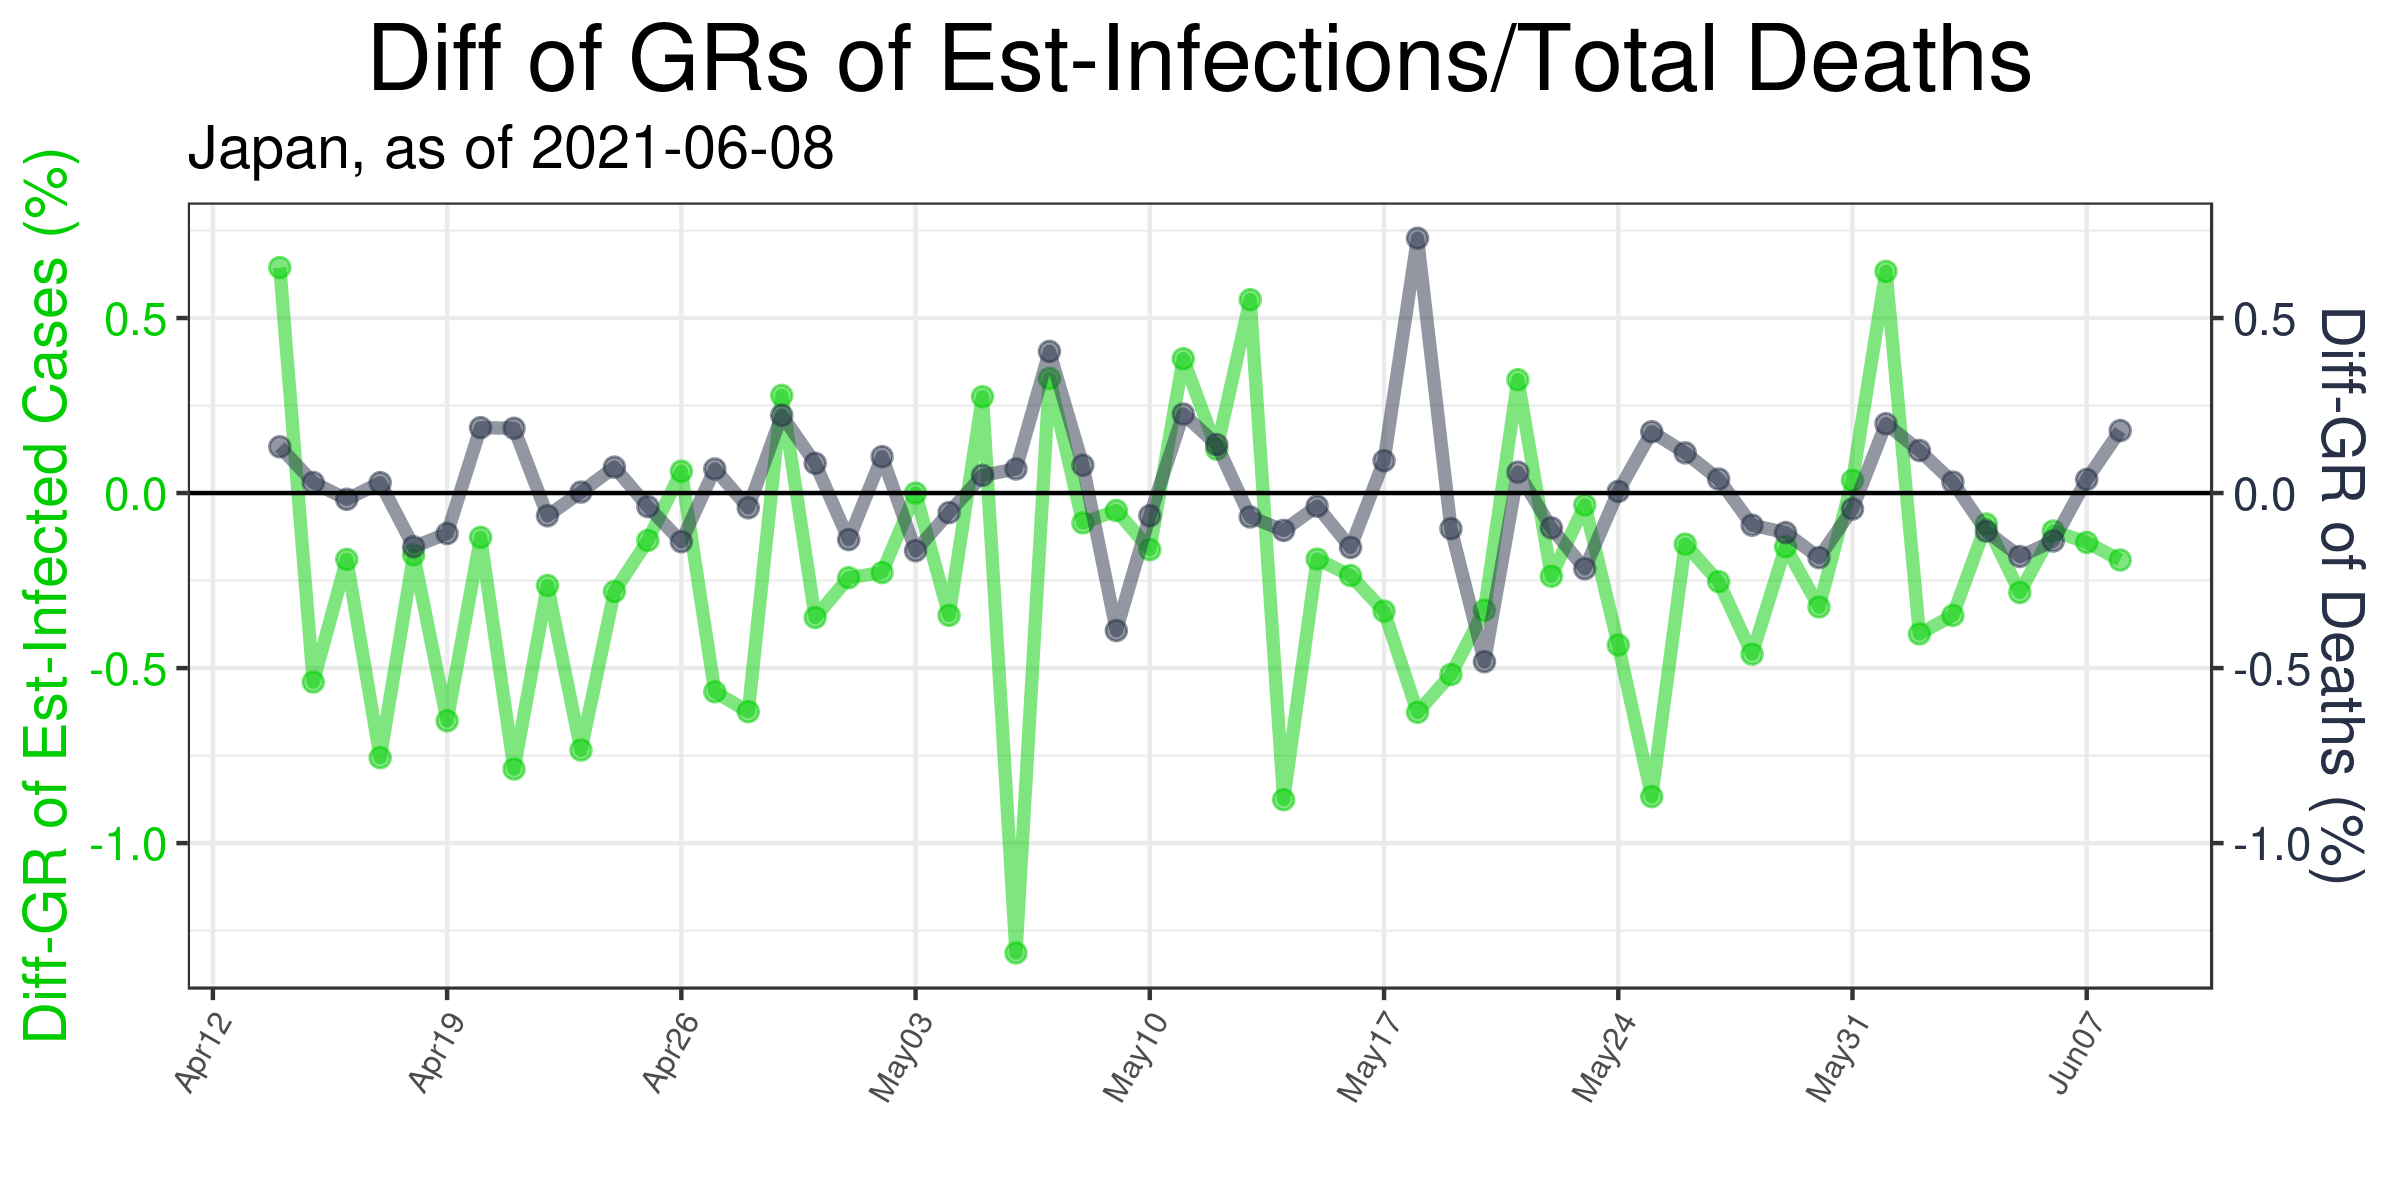 Diff of GRs of Est-Infections/Total Deaths
Japan, as of 2021-06-08
Diff-GR of Est-Infected Cases (%)
0.5
0.0
-0.5
-1.0
0.5
0.0
-0.5
-1.0
Diff-GR of Deaths (%)
Apr12
Apr19
Apr26
May03
May10
May17
May24
May31
Jun07